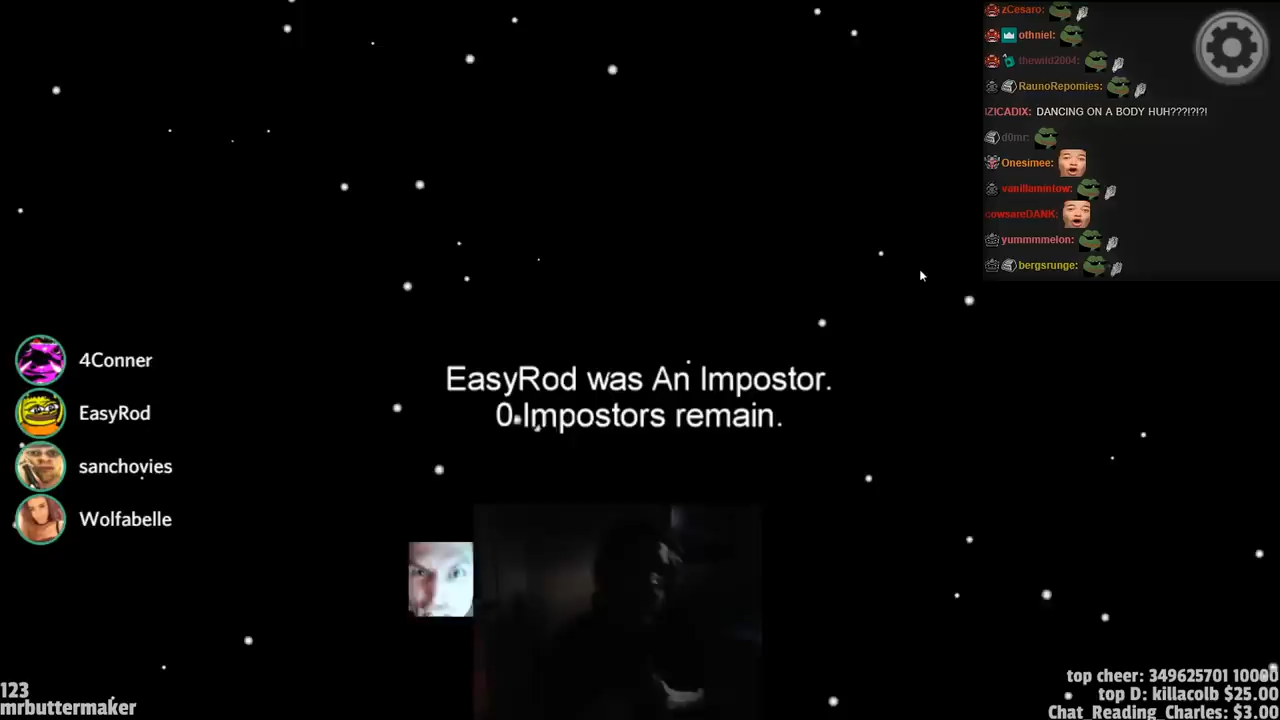 zCesaro:
othniel:
thewild2004:
RaunoRepomies:
IZICADIX: DANCING ON A BODY HUH???!?!?!
d0mr:
Onesimee:
vanillamintow:
cowsareDANK:
yummmmelon:
bergsrunge:
4Conner
EasyRod
sanchovies
Wolfabelle
EasyRod was An Impostor.
0 Impostors remain.
123
mrbuttermaker
top cheer: 349625701 10000
top D: killacolb $25.00
Chat_Reading_Charles: $3.00